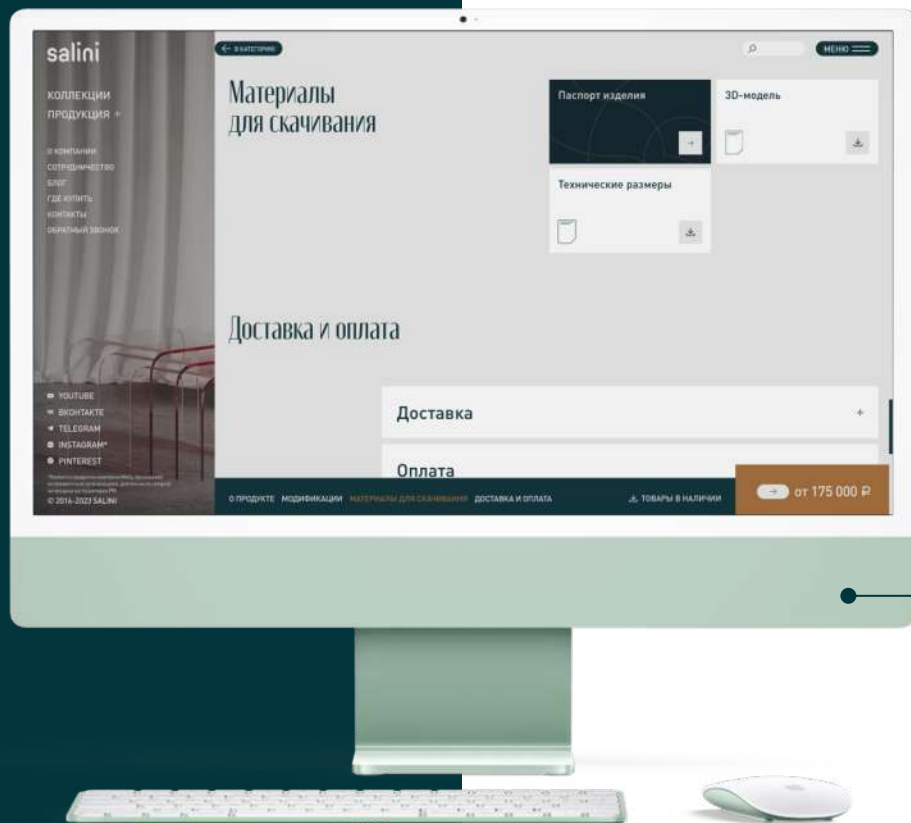 salini
КОЛЛЕКЦИИ
ПРОДУКЦИЯ +
О КОМПАНИИ
СОТРУДНИЧЕСТВО
БЛОГ
ГДЕ КУПИТЬ
КОНТАКТЫ
ОБРАТНЫЙ ЗВОНОК
YOUTUBE
ВКОНТАКТЕ
TELEGRAM
INSTAGRAM*
PINTEREST
© 2016-2023 SALINI
← В КАТЕГОРИЮ
МЕНЮ
Материалы
для скачивания
Паспорт изделия
3D-модель
Технические размеры
Доставка и оплата
Доставка +
Оплата
О ПРОДУКТЕ МОДИФИКАЦИИ МАТЕРИАЛЫ ДЛЯ СКАЧИВАНИЯ ДОСТАВКА И ОПЛАТА ТОВАРЫ В НАЛИЧИИ
→ от 175 000 ₽